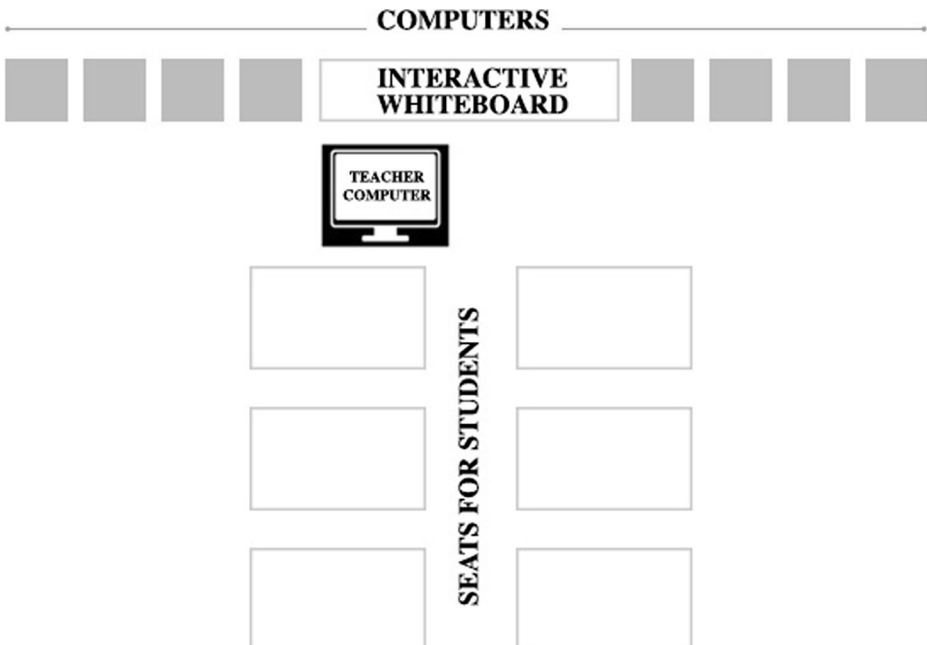 COMPUTERS
INTERACTIVE
WHITEBOARD
TEACHER
COMPUTER
SEATS FOR STUDENTS